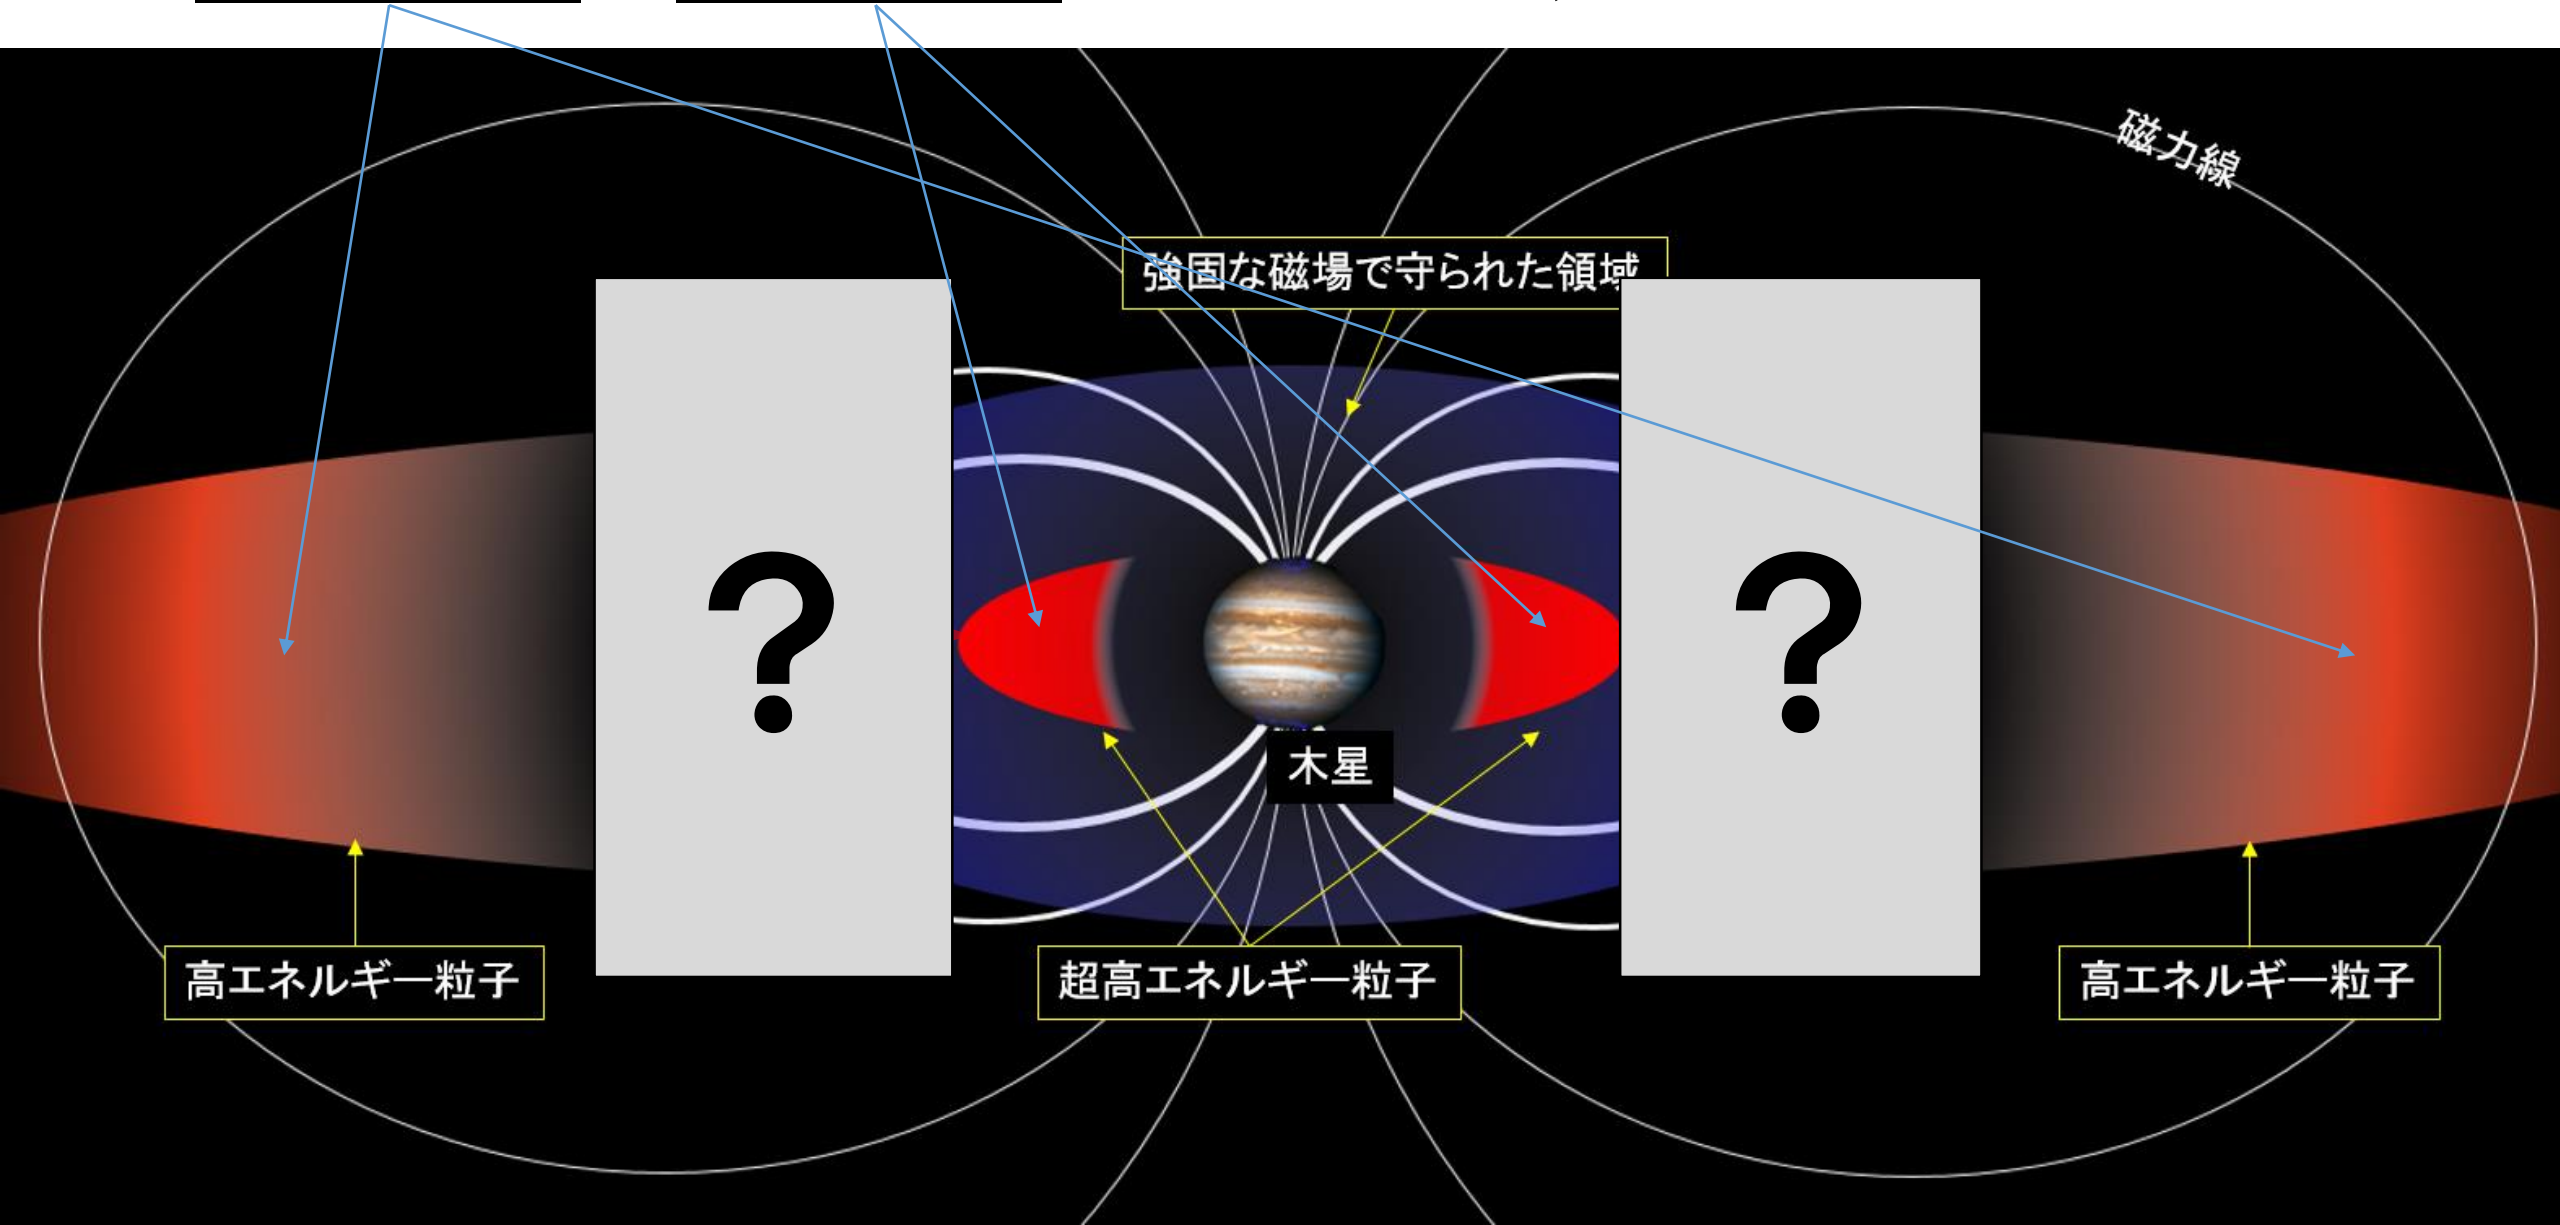 磁力線
強固な磁場で守られた領域
?
?
木星
高エネルギー粒子
超高エネルギー粒子
高エネルギー粒子